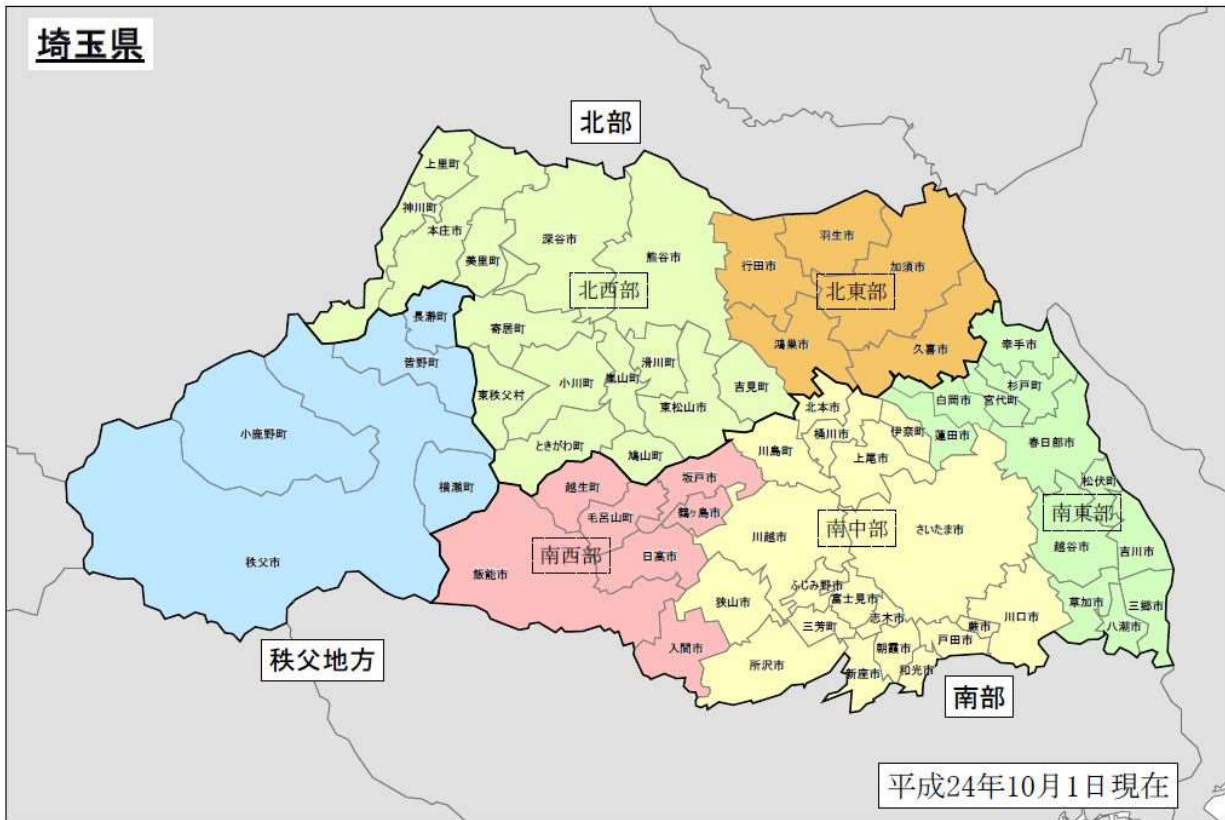 埼玉県
北部
上里町
神川町
本庄市
美里町
深谷市
熊谷市
北西部
行田市
羽生市
加須市
北東部
鴻巣市
久喜市
長瀞町
皆野町
寄居町
小川町
嵐山町
滑川町
吉見町
東秩父村
東松山市
ときがわ町
鳩山町
小鹿野町
横瀬町
秩父市
秩父地方
幸手市
杉戸町
宮代町
白岡市
蓮田市
春日部市
松伏町
南東部
越谷市
吉川市
草加市
三郷市
八潮市
北本市
桶川市
伊奈町
上尾市
川島町
川越市
南中部
さいたま市
ふじみ野市
富士見市
狭山市
三芳町
志木市
川口市
蕨市
戸田市
朝霞市
和光市
新座市
所沢市
越生町
坂戸市
毛呂山町
鶴ヶ島市
南西部
日高市
飯能市
入間市
南部
平成24年10月1日現在